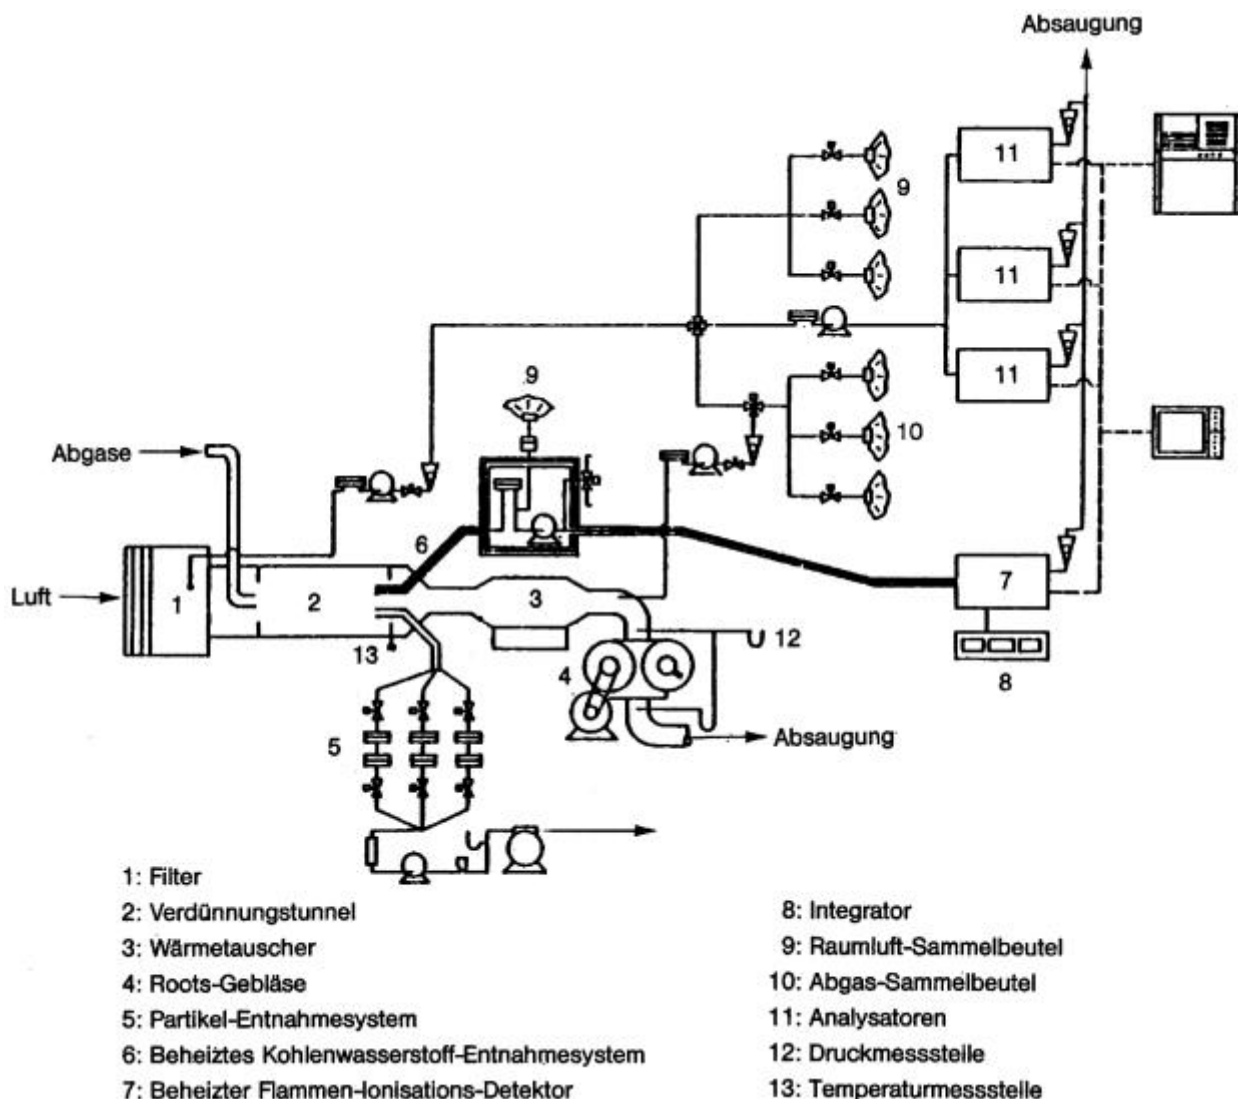 Absaugung
11
9
11
11
9
10
Abgase
6
Luft
1
2
3
7
13
12
4
8
5
Absaugung
1: Filter
2: Verdünnungstunnel
3: Wärmetauscher
4: Roots-Gebläse
5: Partikel-Entnahmesystem
6: Beheiztes Kohlenwasserstoff-Entnahmesystem
7: Beheizter Flammen-Ionisations-Detektor
8: Integrator
9: Raumluft-Sammelbeutel
10: Abgas-Sammelbeutel
11: Analysatoren
12: Druckmessstelle
13: Temperaturmessstelle